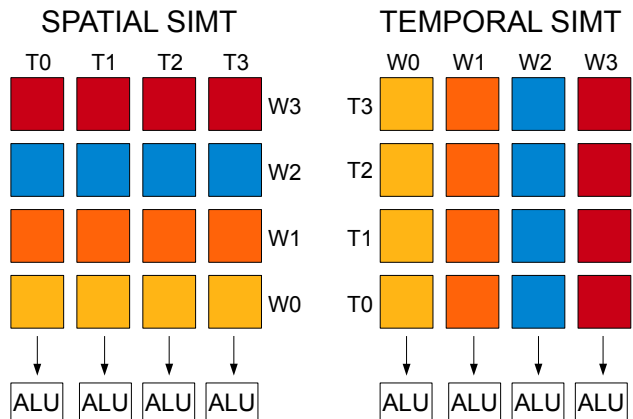 SPATIAL SIMT
T0 T1 T2 T3
W3
W2
W1
W0
ALU ALU ALU ALU
TEMPORAL SIMT
W0 W1 W2 W3
T3
T2
T1
T0
ALU ALU ALU ALU